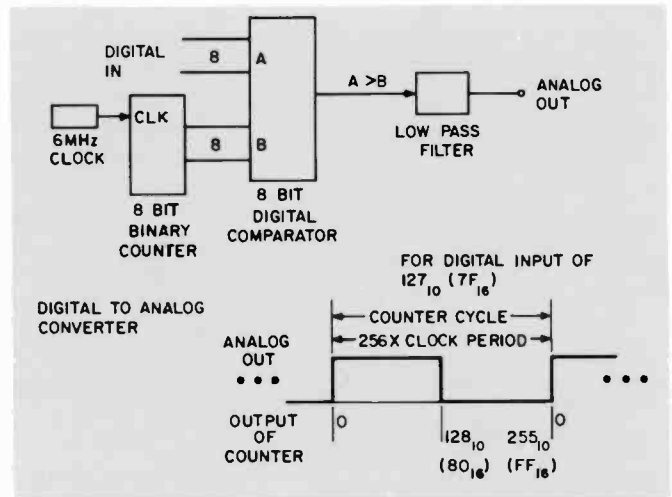 DIGITAL
IN
8
A
A >B
ANALOG
OUT
LOW PASS
FILTER
CLK
6MHz
CLOCK
8
B
8 BIT
BINARY
COUNTER
8 BIT
DIGITAL
COMPARATOR
FOR DIGITAL INPUT OF
127₁₀ (7F₁₆)
DIGITAL TO ANALOG
CONVERTER
COUNTER CYCLE
256X CLOCK PERIOD
ANALOG
OUT
OUTPUT
OF
COUNTER
0
128₁₀
(80₁₆)
255₁₀
(FF₁₆)
0